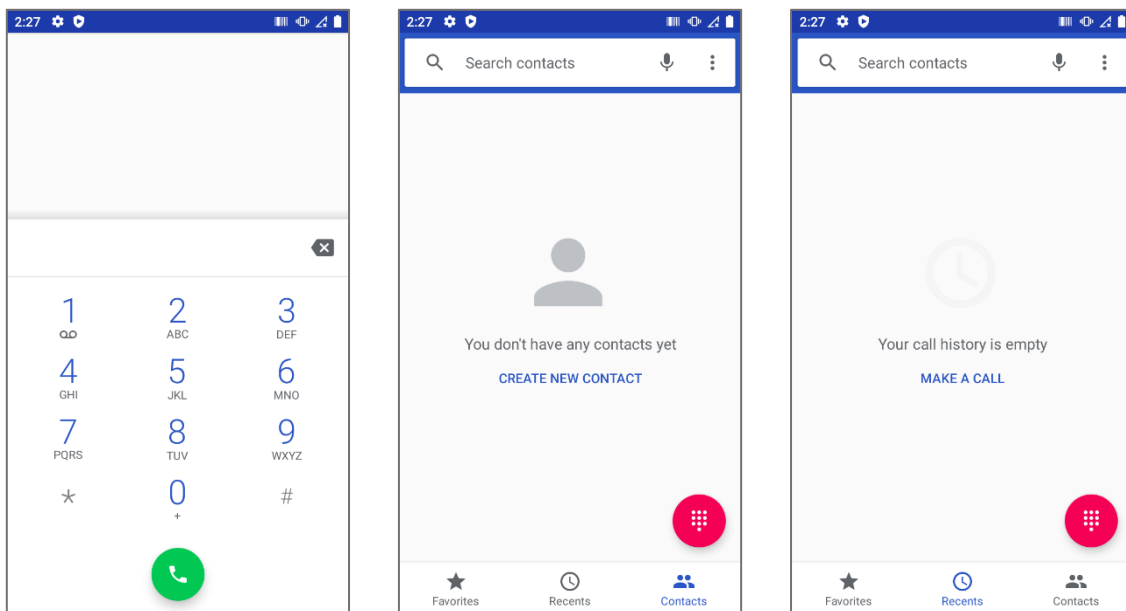 2:27
1 2 3
ABC DEF
4 5 6
GHI JKL MNO
7 8 9
PQRS TUV WXYZ
* 0 #
+
2:27
Search contacts
You don't have any contacts yet
CREATE NEW CONTACT
Favorites Recents Contacts
2:27
Search contacts
Your call history is empty
MAKE A CALL
Favorites Recents Contacts